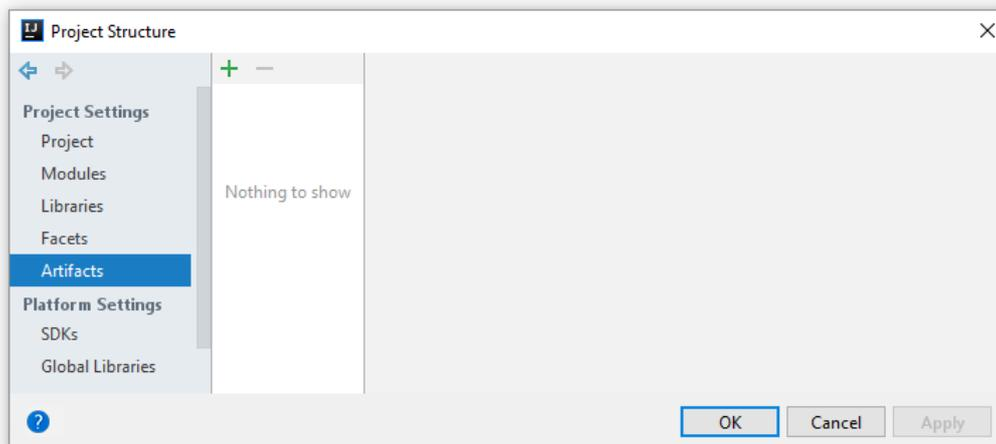 IJ
Project Structure
Project Settings
Project
Modules
Libraries
Facets
Artifacts
Platform Settings
SDKs
Global Libraries
Nothing to show
?
OK
Cancel
Apply